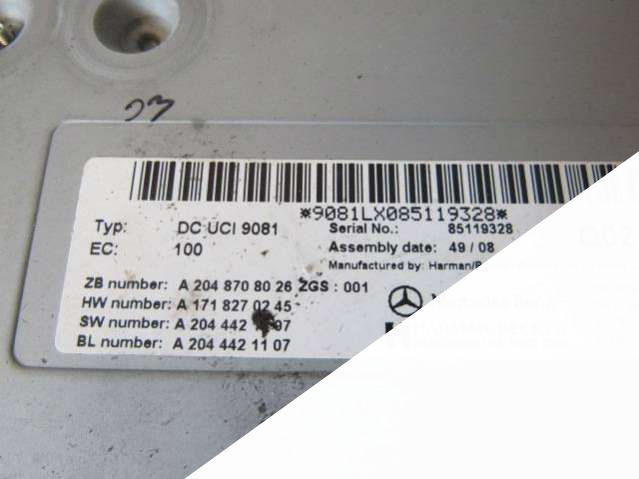 23
*9081LX085119328*
Typ: DC UCI 9081 Serial No.: 85119328
EC: 100 Assembly date: 49 / 08
Manufactured by: Harman/
ZB number: A 204 870 80 26 ZGS : 001
HW number: A 171 827 02 45
SW number: A 204 442 07
BL number: A 204 442 11 07